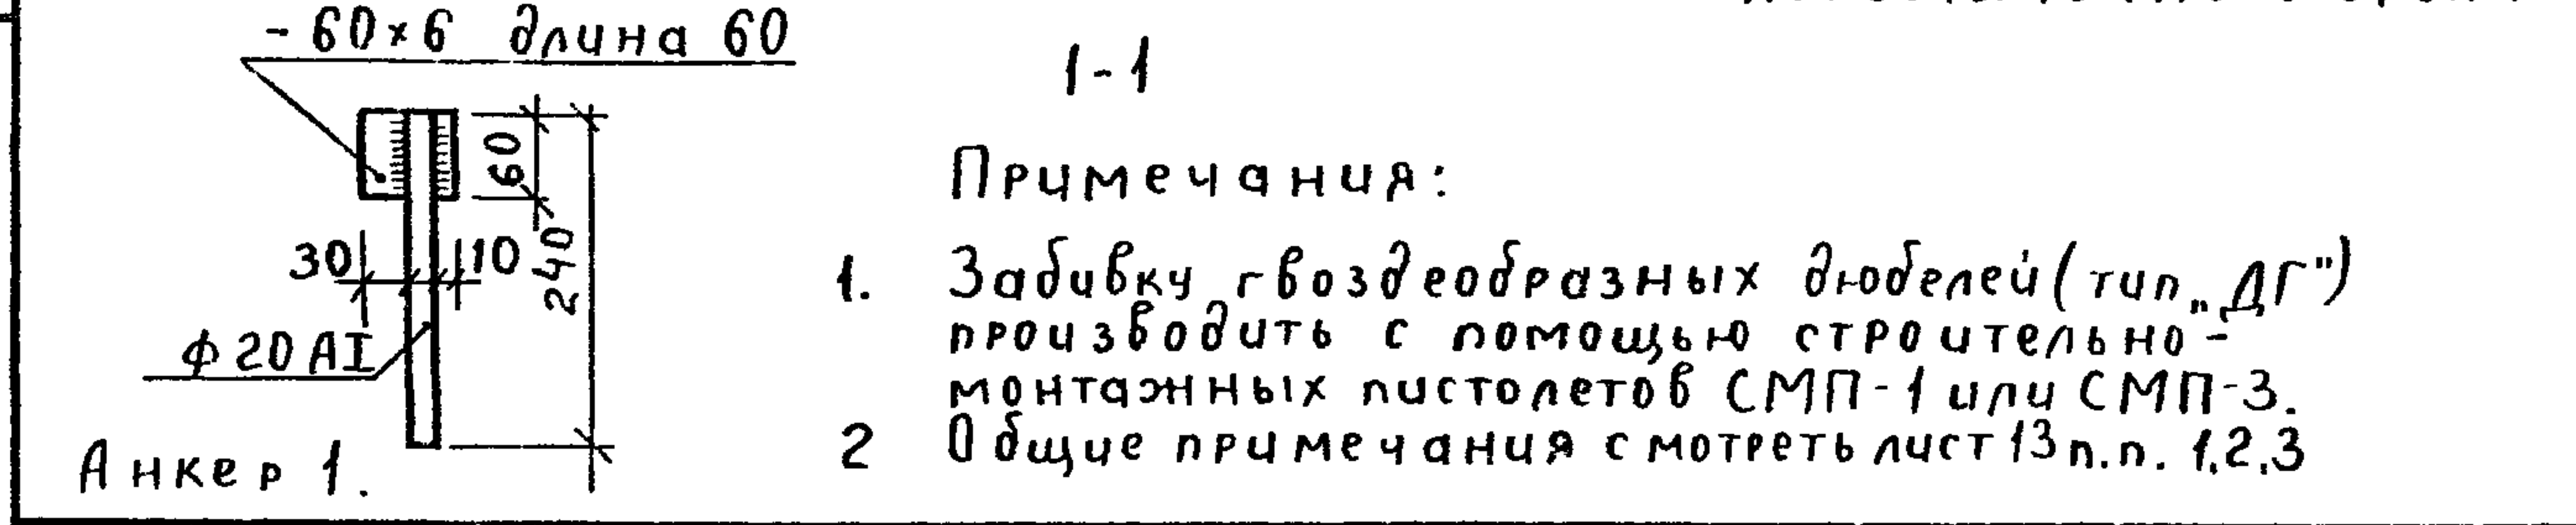 - 60×6 длина 60
60
240
30
10
ф 20 АI
Анкер 1.
1-1
Примечания:
1. Забивку гвоздеобразных дюбелей (тип „ДГ")
производить с помощью строительно-
монтажных пистолетов СМП-1 или СМП-3.
2 Общие примечания смотреть лист 13 п.п. 1,2,3